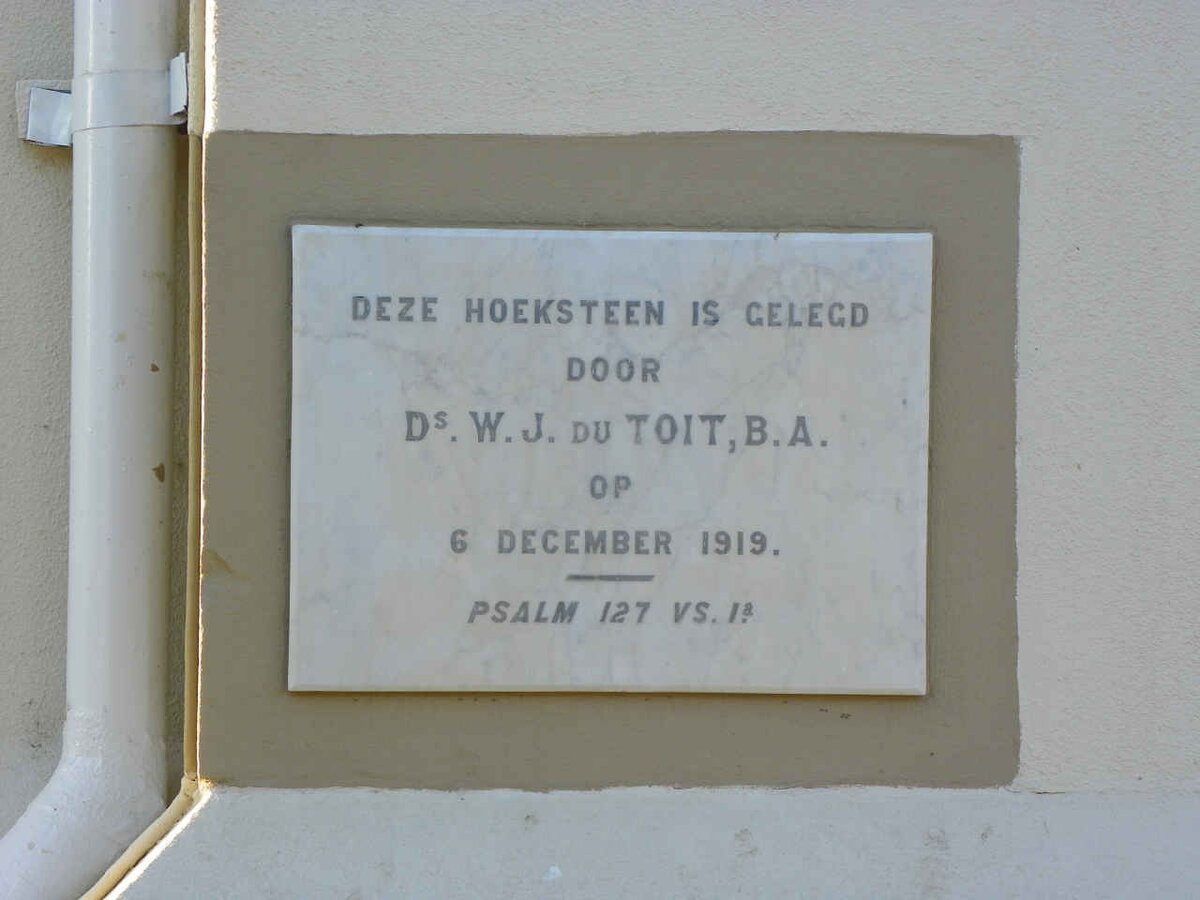 DEZE HOEKSTEEN IS GELEGD
DOOR
Ds. W. J. DU TOIT, B.A.
OP
6 DECEMBER 1919.
PSALM 127 VS. 1a.